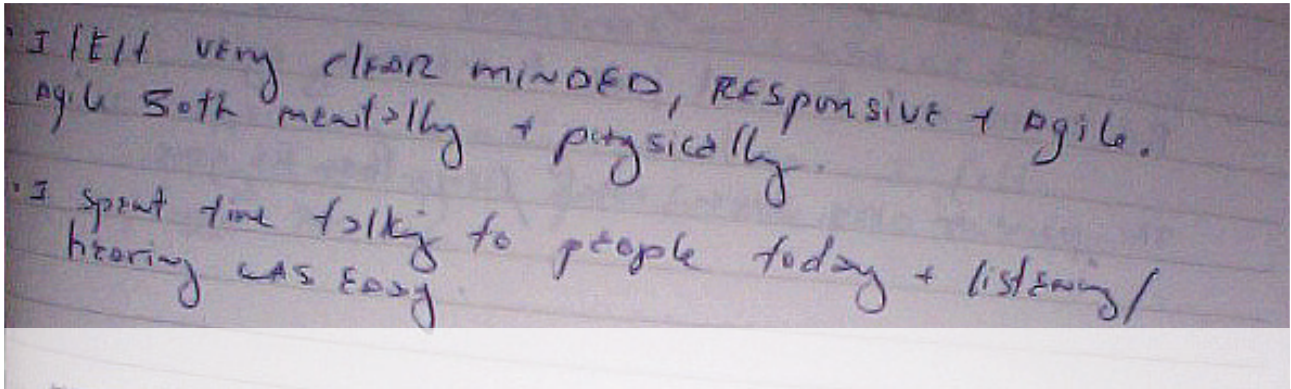 • I felt very clear minded, responsive + agile.
Agile both mentally + physically.
• I spent time talking to people today + listening/
hearing was easy.